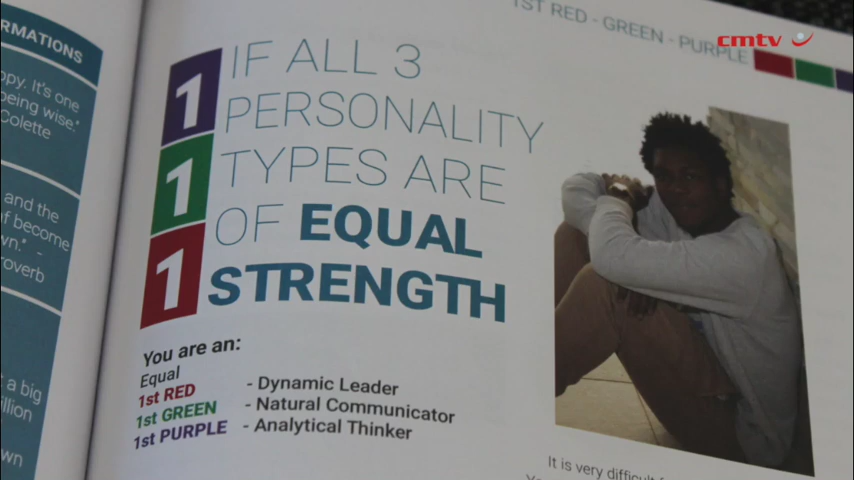 RMATIONS
ppy. It's one
being wise."
Colette
and the
of become
wn." -
roverb
t a big
illion
wn
1ST RED - GREEN - PURPLE
cmtv
1
1
1
IF ALL 3
PERSONALITY
TYPES ARE
OF EQUAL
STRENGTH
You are an:
Equal
1st RED - Dynamic Leader
1st GREEN - Natural Communicator
1st PURPLE - Analytical Thinker
It is very difficult